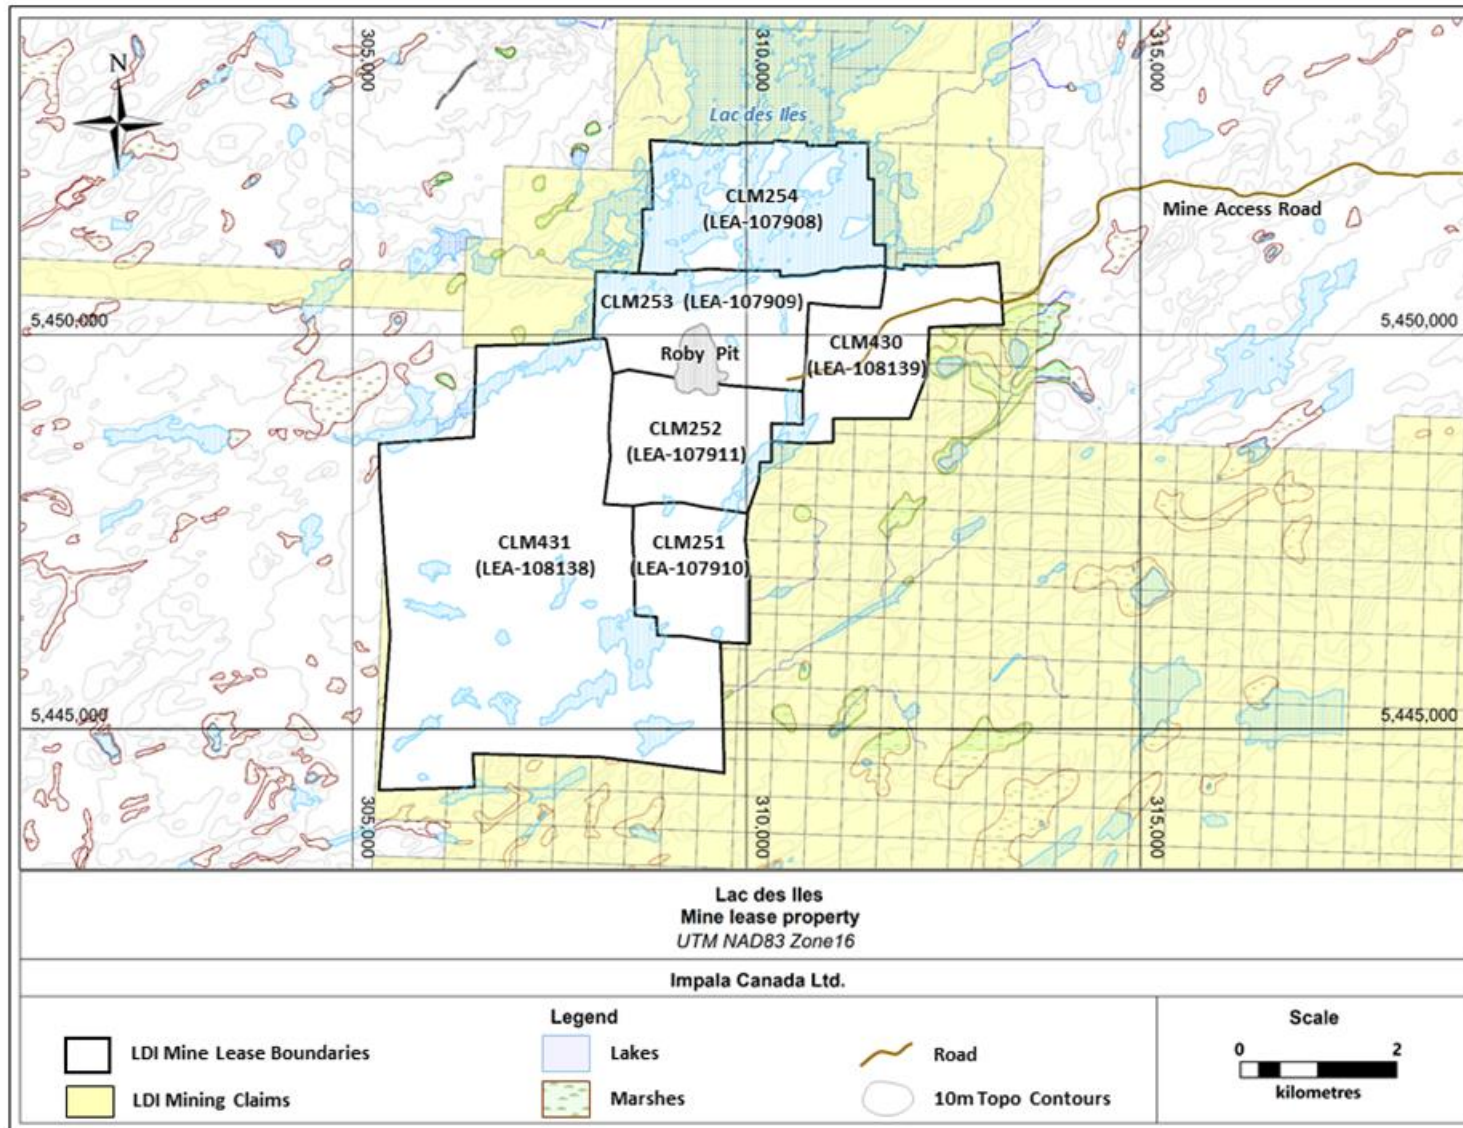 N
305,000
310,000
315,000
Lac des Iles
CLM254
(LEA-107908)
Mine Access Road
CLM253 (LEA-107909)
5,450,000
5,450,000
Roby Pit
CLM430
(LEA-108139)
CLM252
(LEA-107911)
CLM431
(LEA-108138)
CLM251
(LEA-107910)
5,445,000
5,445,000
305,000
310,000
315,000
Lac des Iles
Mine lease property
UTM NAD83 Zone16
Impala Canada Ltd.
Legend
LDI Mine Lease Boundaries
Lakes
Road
LDI Mining Claims
Marshes
10m Topo Contours
Scale
0 2
kilometres